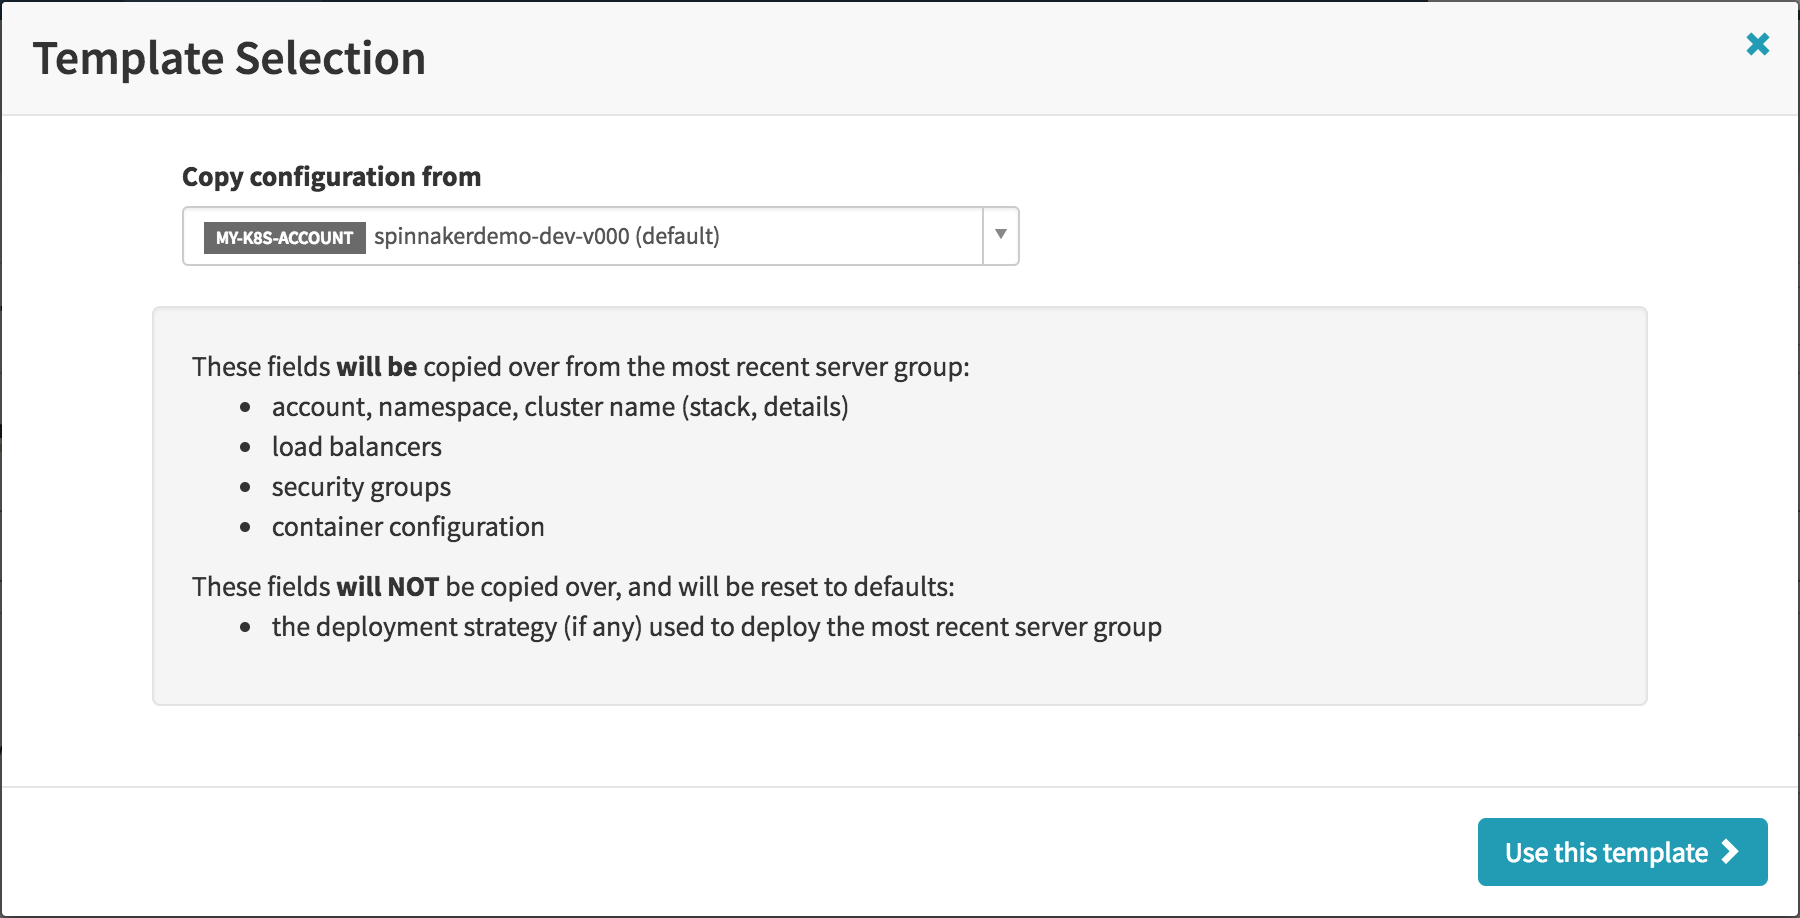 Template Selection
Copy configuration from
MY-K8S-ACCOUNT spinnakerdemo-dev-v000 (default)
These fields will be copied over from the most recent server group:
account, namespace, cluster name (stack, details)
load balancers
security groups
container configuration
These fields will NOT be copied over, and will be reset to defaults:
the deployment strategy (if any) used to deploy the most recent server group
Use this template